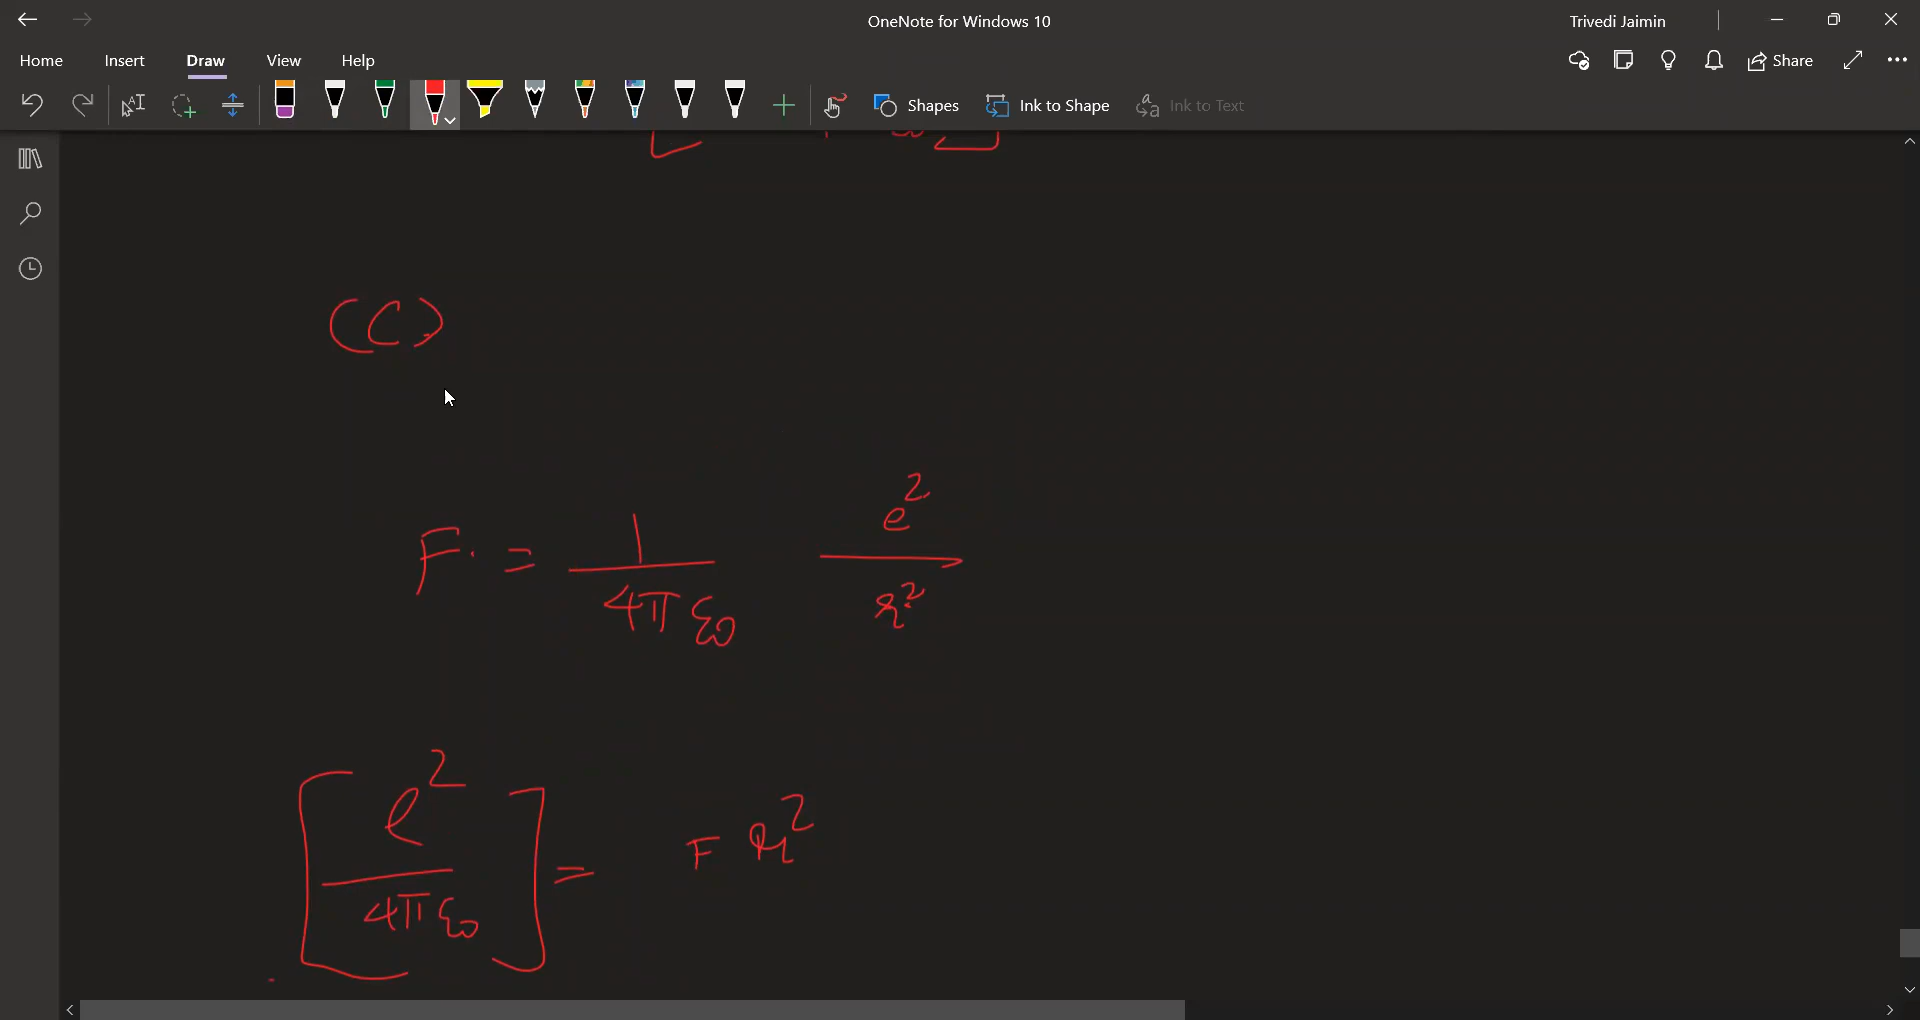 OneNote for Windows 10
Trivedi Jaimin
Home Insert Draw View Help
Share
Shapes Ink to Shape Ink to Text
(C)
F. = 1/4πε₀ e²/r²
[e²/4πε₀] = F r²